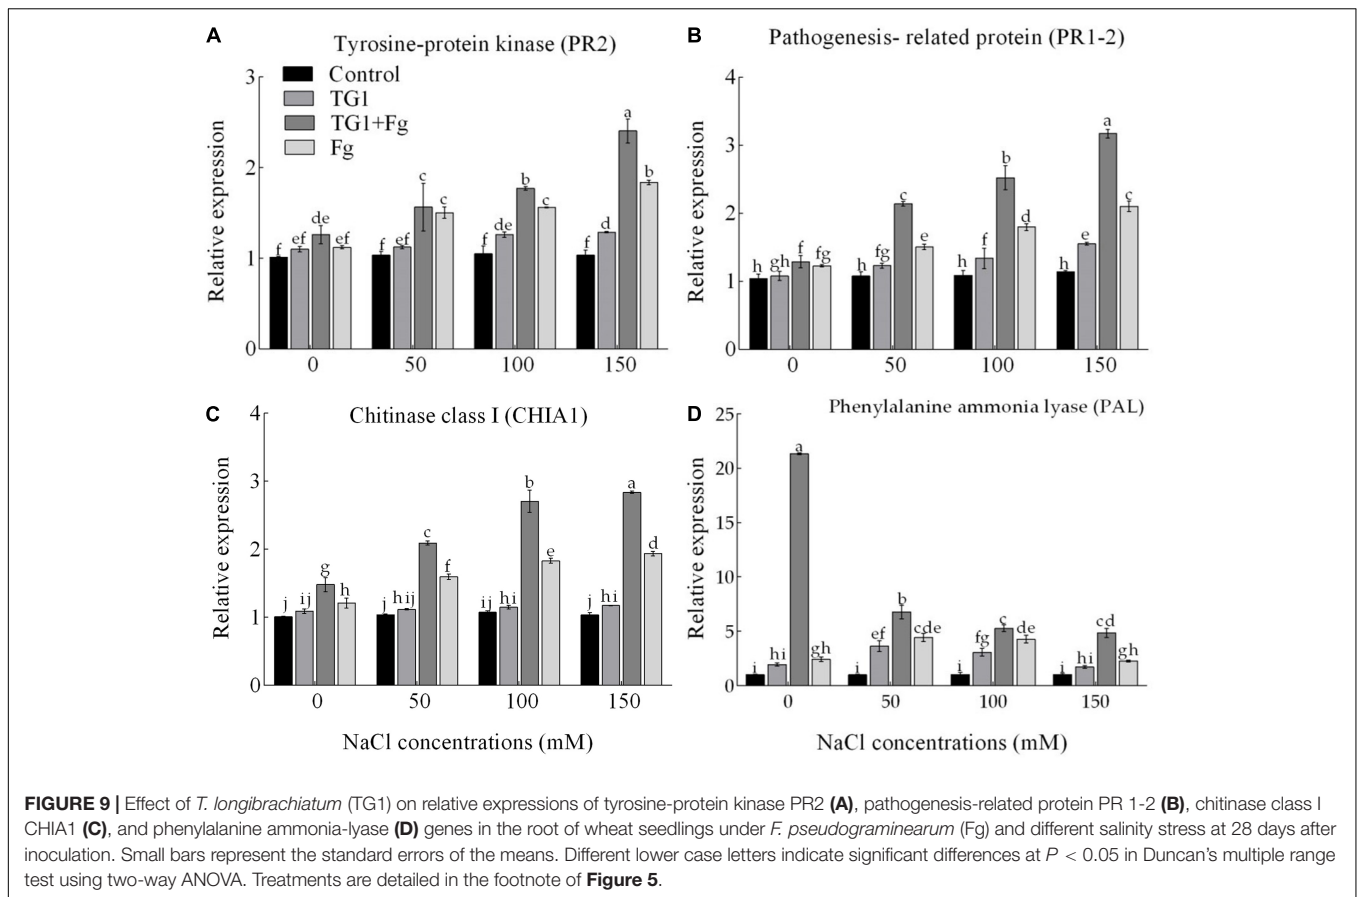 A
Tyrosine-protein kinase (PR2)
Control
TG1
TG1+Fg
Fg
Relative expression
3
2
1
0
f ef de ef
f ef c c
f de b c
f d a b
0 50 100 150
B
Pathogenesis- related protein (PR1-2)
Relative expression
4
3
2
1
0
h gh f fg
h fg c e
h f b d
h e a c
0 50 100 150
C
Chitinase class I (CHIA1)
Relative expression
4
3
2
1
0
j ij g h
j hij c f
ij hi b e
j hi a d
0 50 100 150
NaCl concentrations (mM)
D
Phenylalanine ammonia lyase (PAL)
Relative expression
25
20
15
10
5
0
i hi a gh
i ef b cde
i fg c de
i hi cd gh
0 50 100 150
NaCl concentrations (mM)
FIGURE 9 | Effect of T. longibrachiatum (TG1) on relative expressions of tyrosine-protein kinase PR2 (A), pathogenesis-related protein PR 1-2 (B), chitinase class I
CHIA1 (C), and phenylalanine ammonia-lyase (D) genes in the root of wheat seedlings under F. pseudograminearum (Fg) and different salinity stress at 28 days after
inoculation. Small bars represent the standard errors of the means. Different lower case letters indicate significant differences at P < 0.05 in Duncan's multiple range
test using two-way ANOVA. Treatments are detailed in the footnote of Figure 5.